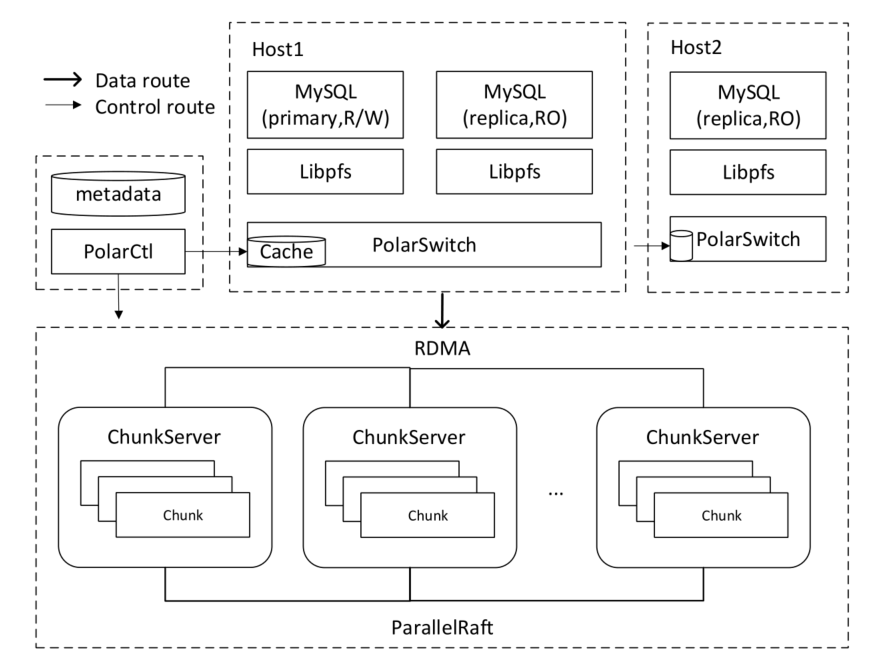 Data route
Control route
Host1
MySQL
(primary,R/W)
MySQL
(replica,RO)
Libpfs
Libpfs
Cache
PolarSwitch
Host2
MySQL
(replica,RO)
Libpfs
PolarSwitch
metadata
PolarCtl
RDMA
ChunkServer
Chunk
ChunkServer
Chunk
...
ChunkServer
Chunk
ParallelRaft